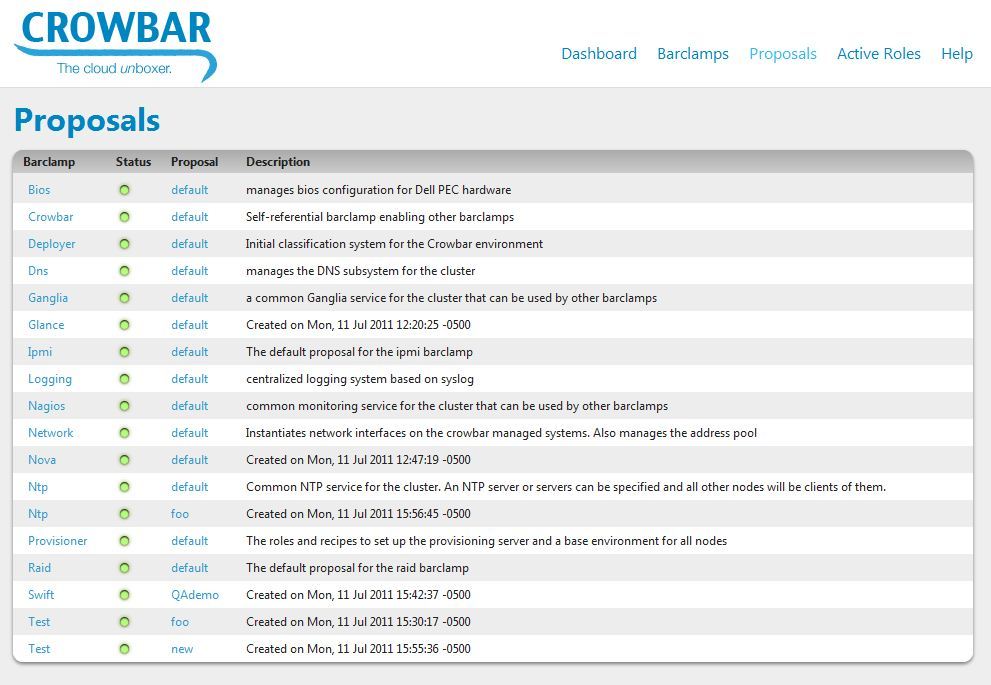 CROWBAR
The cloud unboxer.
Dashboard Barclamps Proposals Active Roles Help
Proposals
Barclamp Status Proposal Description
Bios default manages bios configuration for Dell PEC hardware
Crowbar default Self-referential barclamp enabling other barclamps
Deployer default Initial classification system for the Crowbar environment
Dns default manages the DNS subsystem for the cluster
Ganglia default a common Ganglia service for the cluster that can be used by other barclamps
Glance default Created on Mon, 11 Jul 2011 12:20:25 -0500
Ipmi default The default proposal for the ipmi barclamp
Logging default centralized logging system based on syslog
Nagios default common monitoring service for the cluster that can be used by other barclamps
Network default Instantiates network interfaces on the crowbar managed systems. Also manages the address pool
Nova default Created on Mon, 11 Jul 2011 12:47:19 -0500
Ntp default Common NTP service for the cluster. An NTP server or servers can be specified and all other nodes will be clients of them.
Ntp foo Created on Mon, 11 Jul 2011 15:56:45 -0500
Provisioner default The roles and recipes to set up the provisioning server and a base environment for all nodes
Raid default The default proposal for the raid barclamp
Swift QAdemo Created on Mon, 11 Jul 2011 15:42:37 -0500
Test foo Created on Mon, 11 Jul 2011 15:30:17 -0500
Test new Created on Mon, 11 Jul 2011 15:55:36 -0500